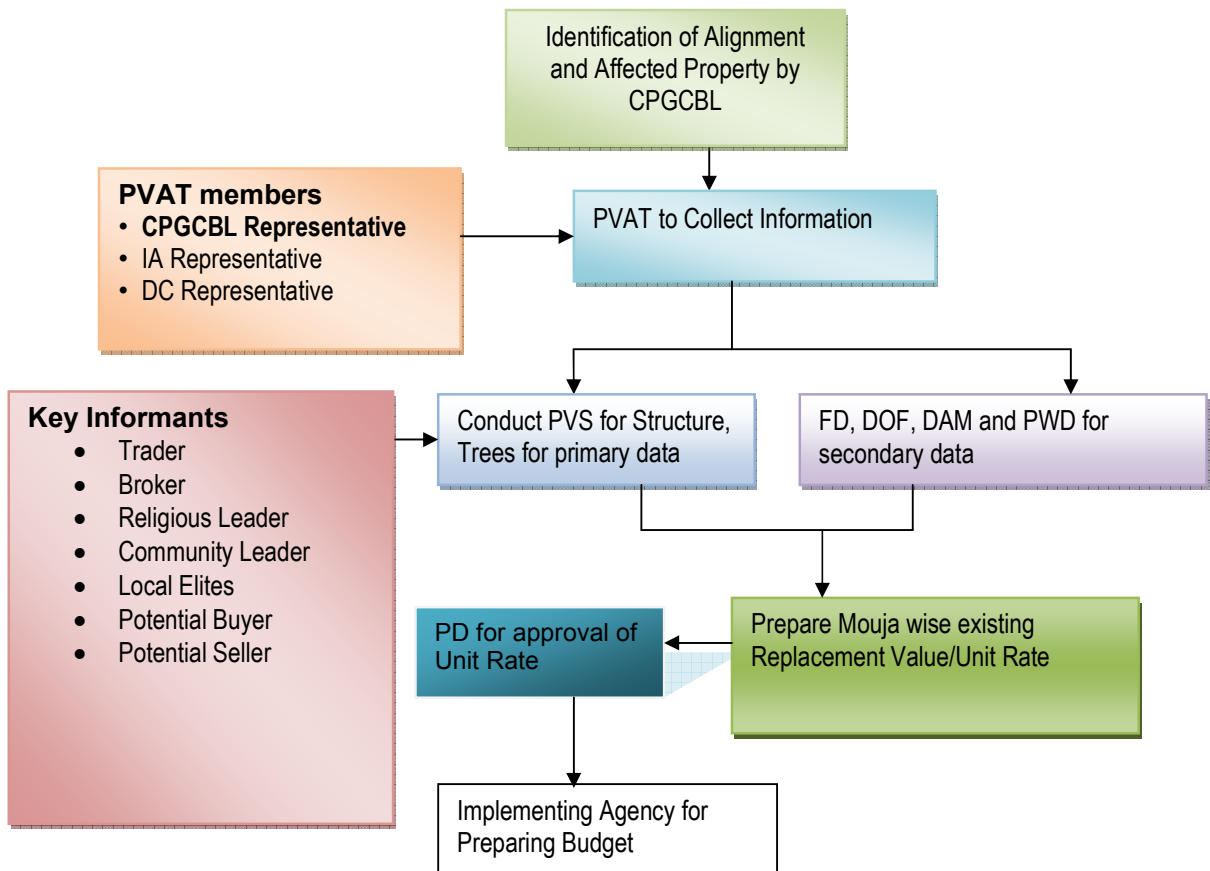 Identification of Alignment
and Affected Property by
CPGCBL
PVAT members
• CPGCBL Representative
• IA Representative
• DC Representative
PVAT to Collect Information
Key Informants
• Trader
• Broker
• Religious Leader
• Community Leader
• Local Elites
• Potential Buyer
• Potential Seller
Conduct PVS for Structure,
Trees for primary data
FD, DOF, DAM and PWD for
secondary data
PD for approval of
Unit Rate
Prepare Mouja wise existing
Replacement Value/Unit Rate
Implementing Agency for
Preparing Budget